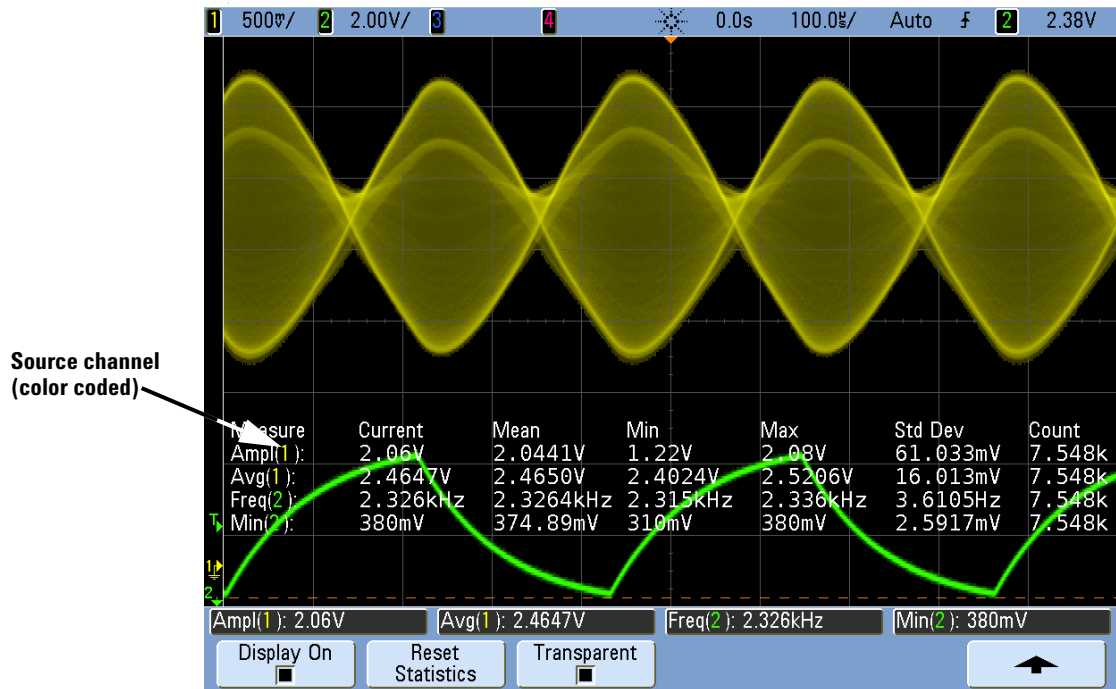 1 500m̷V/ 2 2.00V/ 3 4 0.0s 100.0µs/ Auto 2 2.38V
Source channel
(color coded)
Measure Current Mean Min Max Std Dev Count
Ampl(1): 2.06V 2.0441V 1.22V 2.08V 61.033mV 7.548k
Avg(1): 2.4647V 2.4650V 2.4024V 2.5206V 16.013mV 7.548k
Freq(2): 2.326kHz 2.3264kHz 2.315kHz 2.336kHz 3.6105Hz 7.548k
Min(2): 380mV 374.89mV 310mV 380mV 2.5917mV 7.548k
T
1
2
Ampl(1): 2.06V Avg(1): 2.4647V Freq(2): 2.326kHz Min(2): 380mV
Display On Reset Statistics Transparent